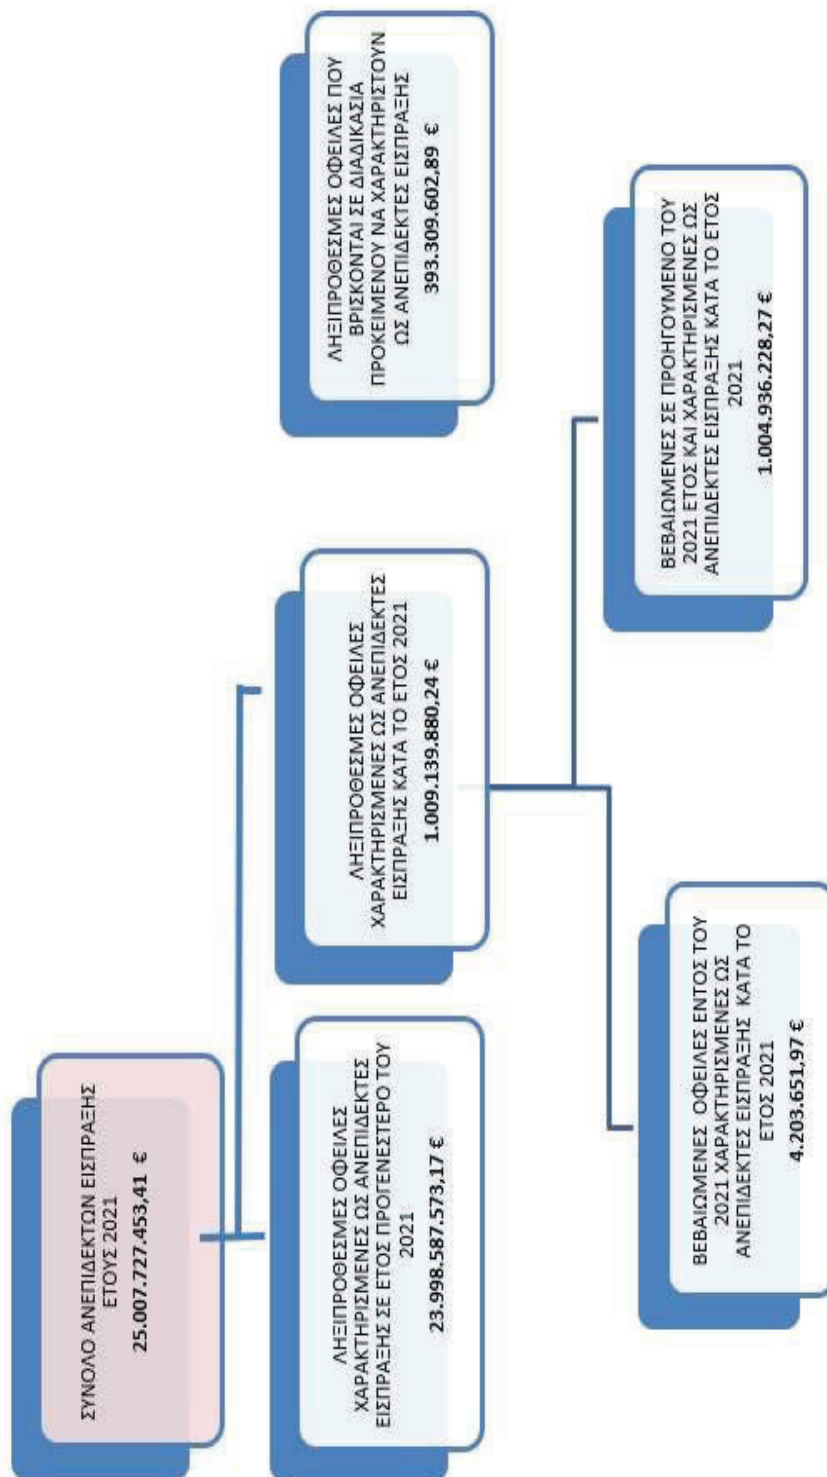 ΣΥΝΟΛΟ ΑΝΕΠΙΔΕΚΤΩΝ ΕΙΣΠΡΑΞΗΣ
ΕΤΟΥΣ 2021
25.007.727.453,41 €
ΛΗΞΙΠΡΟΘΕΣΜΕΣ ΟΦΕΙΛΕΣ
ΧΑΡΑΚΤΗΡΙΣΜΕΝΕΣ ΩΣ ΑΝΕΠΙΔΕΚΤΕΣ
ΕΙΣΠΡΑΞΗΣ ΣΕ ΕΤΟΣ ΠΡΟΓΕΝΕΣΤΕΡΟ ΤΟΥ
2021
23.998.587.573,17 €
ΛΗΞΙΠΡΟΘΕΣΜΕΣ ΟΦΕΙΛΕΣ
ΧΑΡΑΚΤΗΡΙΣΜΕΝΕΣ ΩΣ ΑΝΕΠΙΔΕΚΤΕΣ
ΕΙΣΠΡΑΞΗΣ ΚΑΤΑ ΤΟ ΕΤΟΣ 2021
1.009.139.880,24 €
ΛΗΞΙΠΡΟΘΕΣΜΕΣ ΟΦΕΙΛΕΣ ΠΟΥ
ΒΡΙΣΚΟΝΤΑΙ ΣΕ ΔΙΑΔΙΚΑΣΙΑ
ΠΡΟΚΕΙΜΕΝΟΥ ΝΑ ΧΑΡΑΚΤΗΡΙΣΤΟΥΝ
ΩΣ ΑΝΕΠΙΔΕΚΤΕΣ ΕΙΣΠΡΑΞΗΣ
393.309.602,89 €
ΒΕΒΑΙΩΜΕΝΕΣ ΟΦΕΙΛΕΣ ΕΝΤΟΣ ΤΟΥ
2021 ΧΑΡΑΚΤΗΡΙΣΜΕΝΕΣ ΩΣ
ΑΝΕΠΙΔΕΚΤΕΣ ΕΙΣΠΡΑΞΗΣ ΚΑΤΑ ΤΟ
ΕΤΟΣ 2021
4.203.651,97 €
ΒΕΒΑΙΩΜΕΝΕΣ ΣΕ ΠΡΟΗΓΟΥΜΕΝΟ ΤΟΥ
2021 ΕΤΟΣ ΚΑΙ ΧΑΡΑΚΤΗΡΙΣΜΕΝΕΣ ΩΣ
ΑΝΕΠΙΔΕΚΤΕΣ ΕΙΣΠΡΑΞΗΣ ΚΑΤΑ ΤΟ ΕΤΟΣ
2021
1.004.936.228,27 €